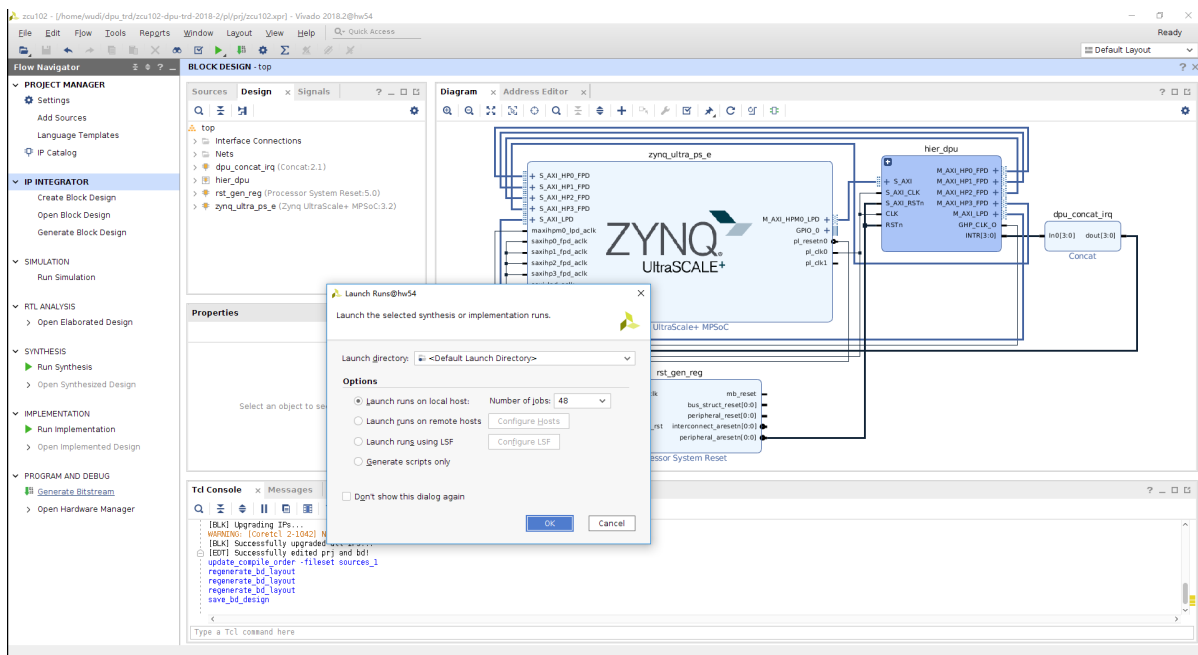 zcu102 - [/home/wudi/dpu_trd/zcu102-dpu-trd-2018-2/pl/prj/zcu102.xpr] - Vivado 2018.2@hw54
File Edit Flow Tools Reports Window Layout View Help Q- Quick Access
Ready
Default Layout
Flow Navigator
PROJECT MANAGER
Settings
Add Sources
Language Templates
IP Catalog
IP INTEGRATOR
Create Block Design
Open Block Design
Generate Block Design
SIMULATION
Run Simulation
RTL ANALYSIS
Open Elaborated Design
SYNTHESIS
Run Synthesis
Open Synthesized Design
IMPLEMENTATION
Run Implementation
Open Implemented Design
PROGRAM AND DEBUG
Generate Bitstream
Open Hardware Manager
BLOCK DESIGN - top
Sources Design Signals
top
Interface Connections
Nets
dpu_concat_irq (Concat:2.1)
hier_dpu
rst_gen_reg (Processor System Reset:5.0)
zynq_ultra_ps_e (Zynq UltraScale+ MPSoC:3.2)
Properties
Select an object to se
Diagram Address Editor
zynq_ultra_ps_e
S_AXI_HP0_FPD
S_AXI_HP1_FPD
S_AXI_HP2_FPD
S_AXI_HP3_FPD
S_AXI_LPD
maxihpm0_lpd_aclk
saxihp0_fpd_aclk
saxihp1_fpd_aclk
saxihp2_fpd_aclk
saxihp3_fpd_aclk
ZYNQ
UltraSCALE+
M_AXI_HPM0_LPD
GPIO_0
pl_resetn0
pl_clk0
pl_clk1
UltraScale+ MPSoC
hier_dpu
S_AXI
S_AXI_CLK
S_AXI_RSTn
CLK
RSTn
M_AXI_HP0_FPD
M_AXI_HP1_FPD
M_AXI_HP2_FPD
M_AXI_HP3_FPD
M_AXI_LPD
GHP_CLK_O
INTR[3:0]
dpu_concat_irq
In0[3:0] dout[3:0]
Concat
rst_gen_reg
mb_reset
bus_struct_reset[0:0]
peripheral_reset[0:0]
interconnect_aresetn[0:0]
peripheral_aresetn[0:0]
essor System Reset
Launch Runs@hw54
Launch the selected synthesis or implementation runs.
Launch directory: <Default Launch Directory>
Options
Launch runs on local host: Number of jobs: 48
Launch runs on remote hosts Configure Hosts
Launch runs using LSF Configure LSF
Generate scripts only
Don't show this dialog again
OK Cancel
Tcl Console Messages
[BLK] Upgrading IPs...
WARNING: [Coretcl 2-1042] N
[BLK] Successfully upgraded all IPs...
[EDT] Successfully edited prj and bd!
update_compile_order -fileset sources_1
regenerate_bd_layout
regenerate_bd_layout
regenerate_bd_layout
save_bd_design
Type a Tcl command here